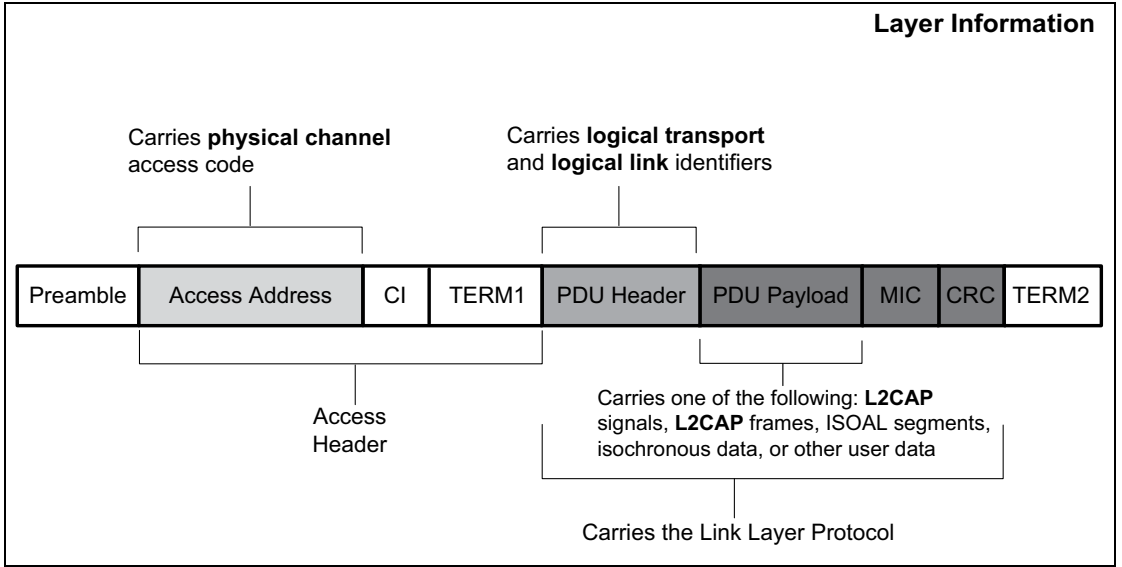 Layer Information
Carries physical channel
access code
Carries logical transport
and logical link identifiers
Preamble
Access Address
CI
TERM1
PDU Header
PDU Payload
MIC
CRC
TERM2
Access
Header
Carries one of the following: L2CAP
signals, L2CAP frames, ISOAL segments,
isochronous data, or other user data
Carries the Link Layer Protocol